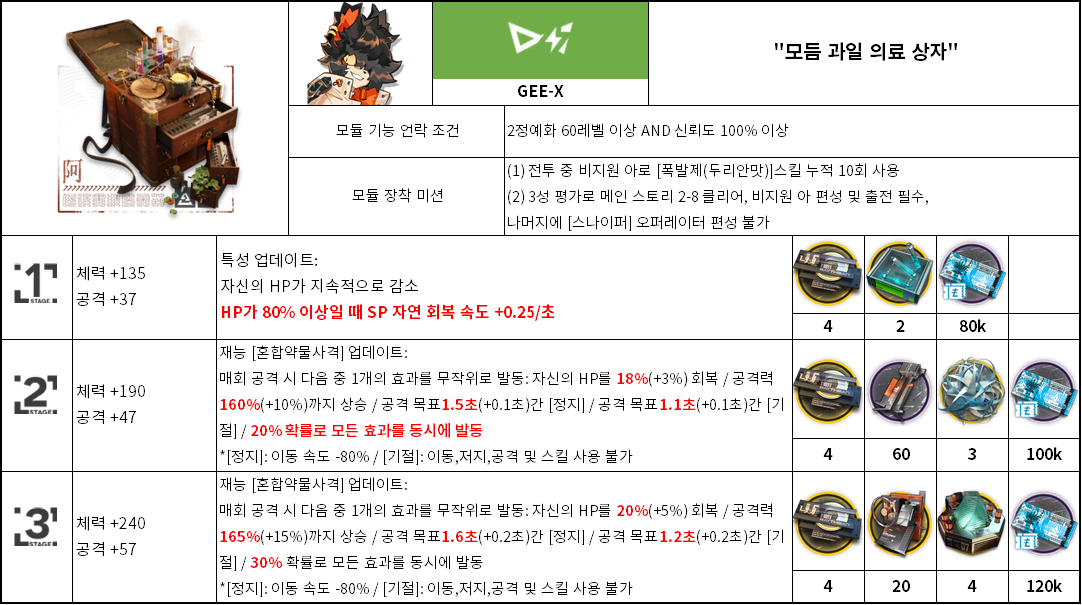 阿
GEE-X
"모듬 과일 의료 상자"
모듈 기능 언락 조건
2정예화 60레벨 이상 AND 신뢰도 100% 이상
모듈 장착 미션
(1) 전투 중 비지원 아로 [폭발제(두리안맛)]스킬 누적 10회 사용
(2) 3성 평가로 메인 스토리 2-8 클리어, 비지원 아 편성 및 출전 필수,
나머지에 [스나이퍼] 오퍼레이터 편성 불가
1
STAGE.
체력 +135
공격 +37
특성 업데이트:
자신의 HP가 지속적으로 감소
HP가 80% 이상일 때 SP 자연 회복 속도 +0.25/초
4
2
80k
2
STAGE.
체력 +190
공격 +47
재능 [혼합약물사격] 업데이트:
매회 공격 시 다음 중 1개의 효과를 무작위로 발동: 자신의 HP를 18%(+3%) 회복 / 공격력
160%(+10%)까지 상승 / 공격 목표1.5초(+0.1초)간 [정지] / 공격 목표1.1초(+0.1초)간 [기
절] / 20% 확률로 모든 효과를 동시에 발동
*[정지]: 이동 속도 -80% / [기절]: 이동,저지,공격 및 스킬 사용 불가
4
60
3
100k
3
STAGE.
체력 +240
공격 +57
재능 [혼합약물사격] 업데이트:
매회 공격 시 다음 중 1개의 효과를 무작위로 발동: 자신의 HP를 20%(+5%) 회복 / 공격력
165%(+15%)까지 상승 / 공격 목표1.6초(+0.2초)간 [정지] / 공격 목표1.2초(+0.2초)간 [기
절] / 30% 확률로 모든 효과를 동시에 발동
*[정지]: 이동 속도 -80% / [기절]: 이동,저지,공격 및 스킬 사용 불가
4
20
4
120k